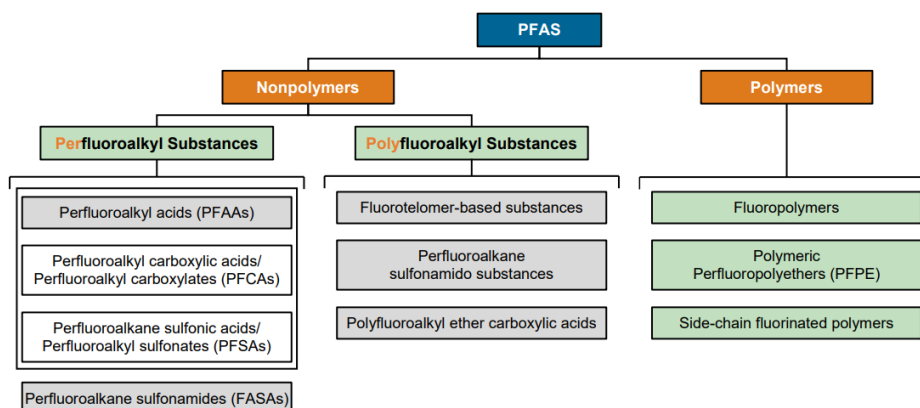 PFAS
Nonpolymers
Polymers
Perfluoroalkyl Substances
Polyfluoroalkyl Substances
Perfluoroalkyl acids (PFAAs)
Perfluoroalkyl carboxylic acids/
Perfluoroalkyl carboxylates (PFCAs)
Perfluoroalkane sulfonic acids/
Perfluoroalkyl sulfonates (PFSAs)
Perfluoroalkane sulfonamides (FASAs)
Fluorotelomer-based substances
Perfluoroalkane
sulfonamido substances
Polyfluoroalkyl ether carboxylic acids
Fluoropolymers
Polymeric
Perfluoropolyethers (PFPE)
Side-chain fluorinated polymers